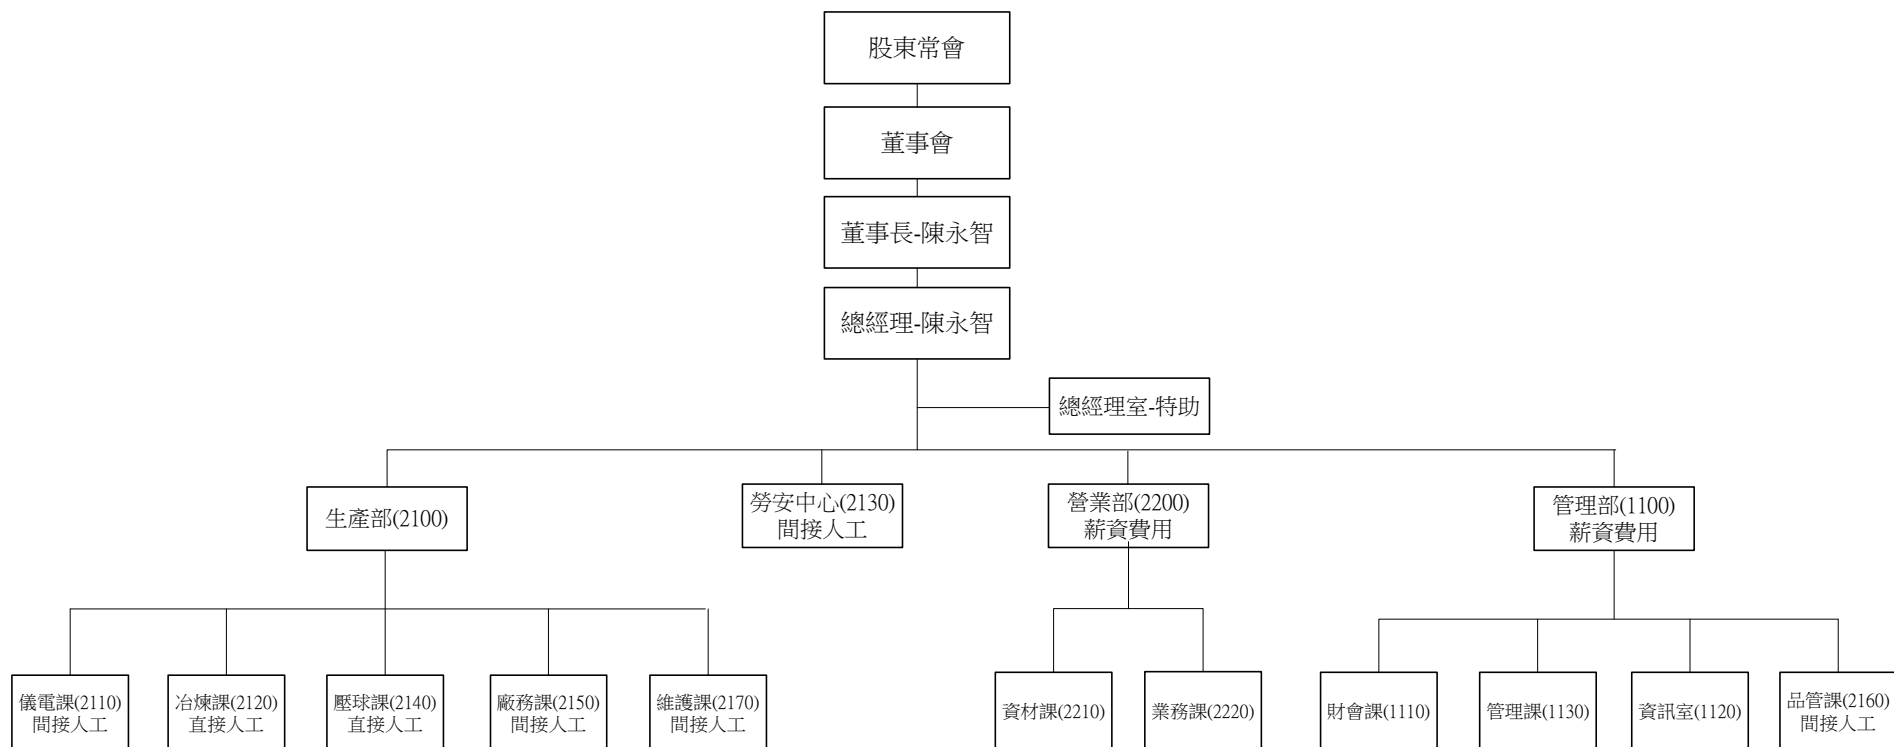 股東常會
董事會
董事長-陳永智
總經理-陳永智
總經理室-特助
生產部(2100)
勞安中心(2130)
間接人工
營業部(2200)
薪資費用
管理部(1100)
薪資費用
儀電課(2110)
間接人工
冶煉課(2120)
直接人工
壓球課(2140)
直接人工
廠務課(2150)
間接人工
維護課(2170)
間接人工
資材課(2210)
業務課(2220)
財會課(1110)
管理課(1130)
資訊室(1120)
品管課(2160)
間接人工